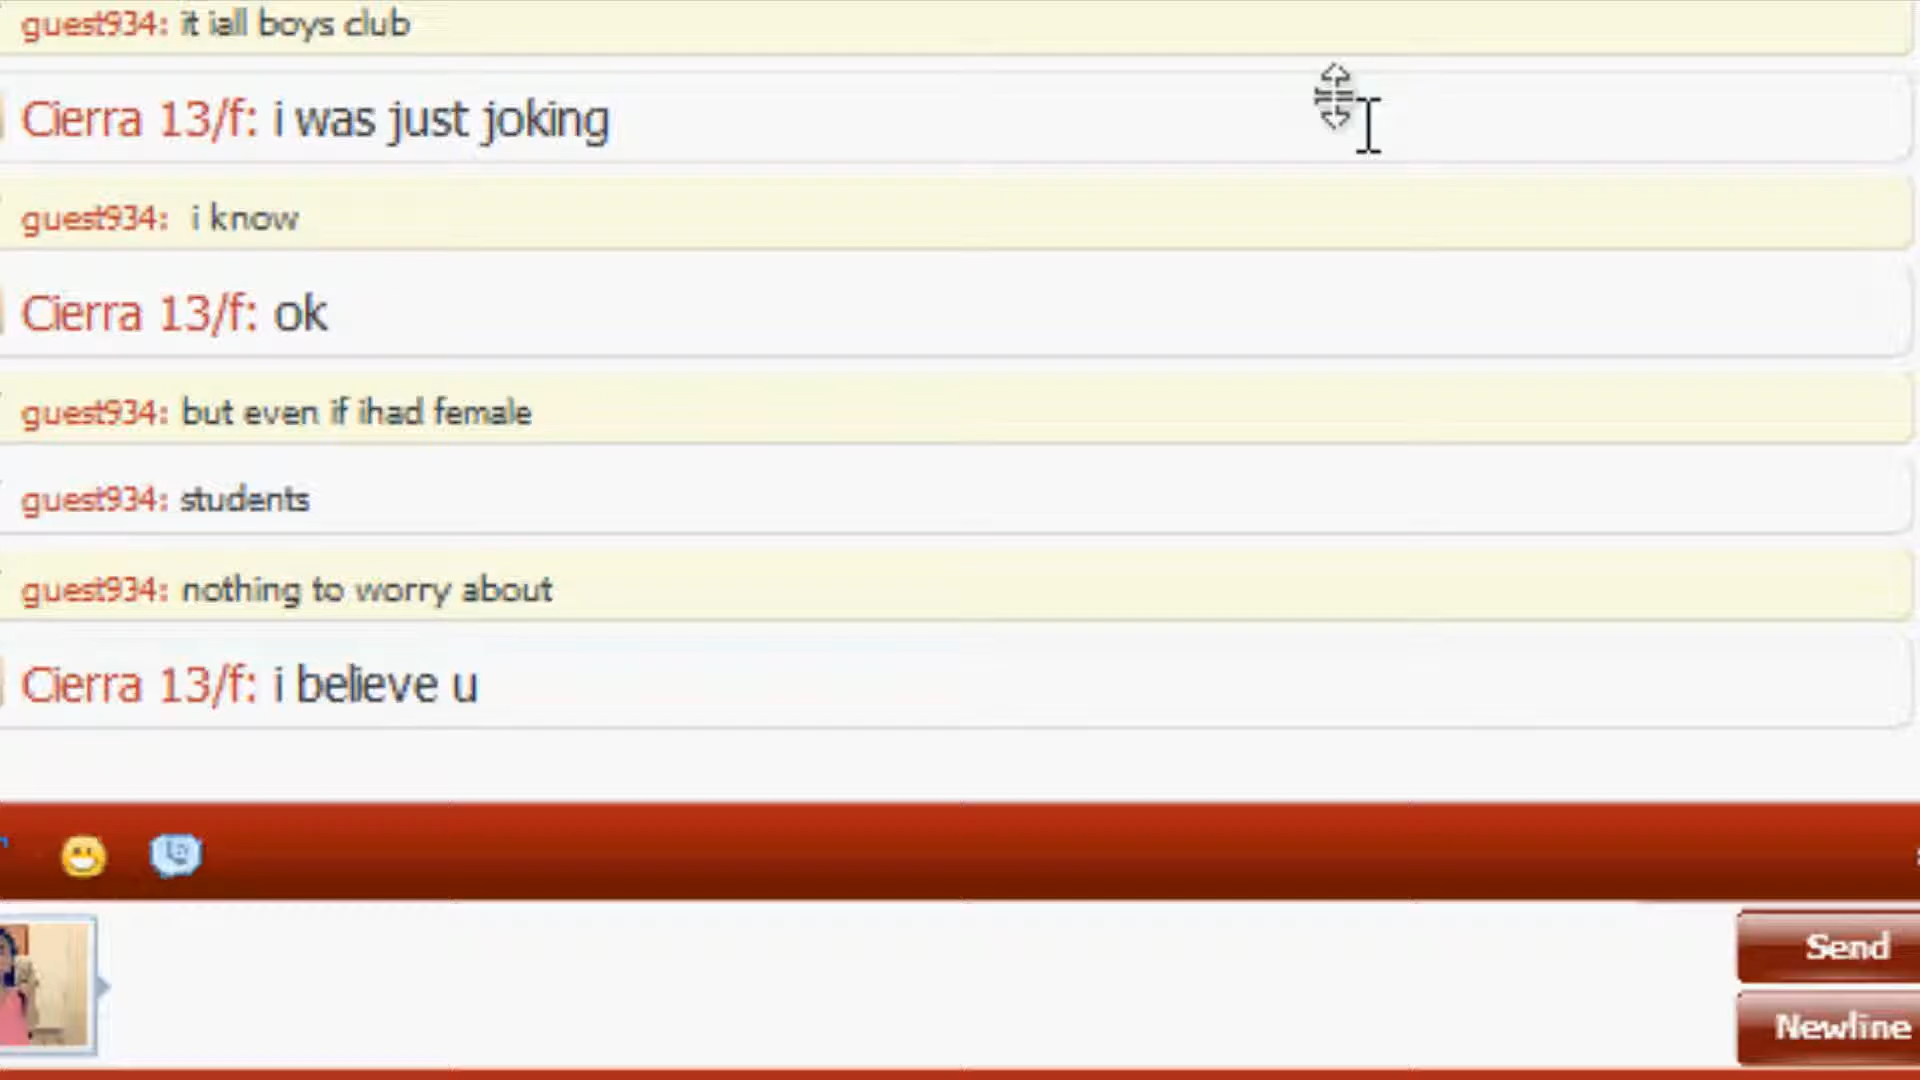 guest934: it iall boys club
Cierra 13/f: i was just joking
guest934: i know
Cierra 13/f: ok
guest934: but even if ihad female
guest934: students
guest934: nothing to worry about
Cierra 13/f: i believe u
Send
Newline